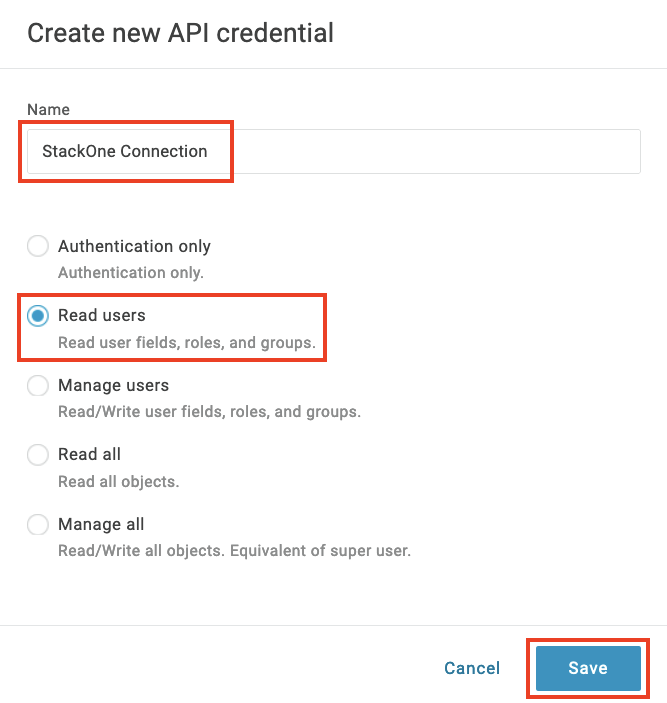 Create new API credential
Name
StackOne Connection
Authentication only
Authentication only.
Read users
Read user fields, roles, and groups.
Manage users
Read/Write user fields, roles, and groups.
Read all
Read all objects.
Manage all
Read/Write all objects. Equivalent of super user.
Cancel Save